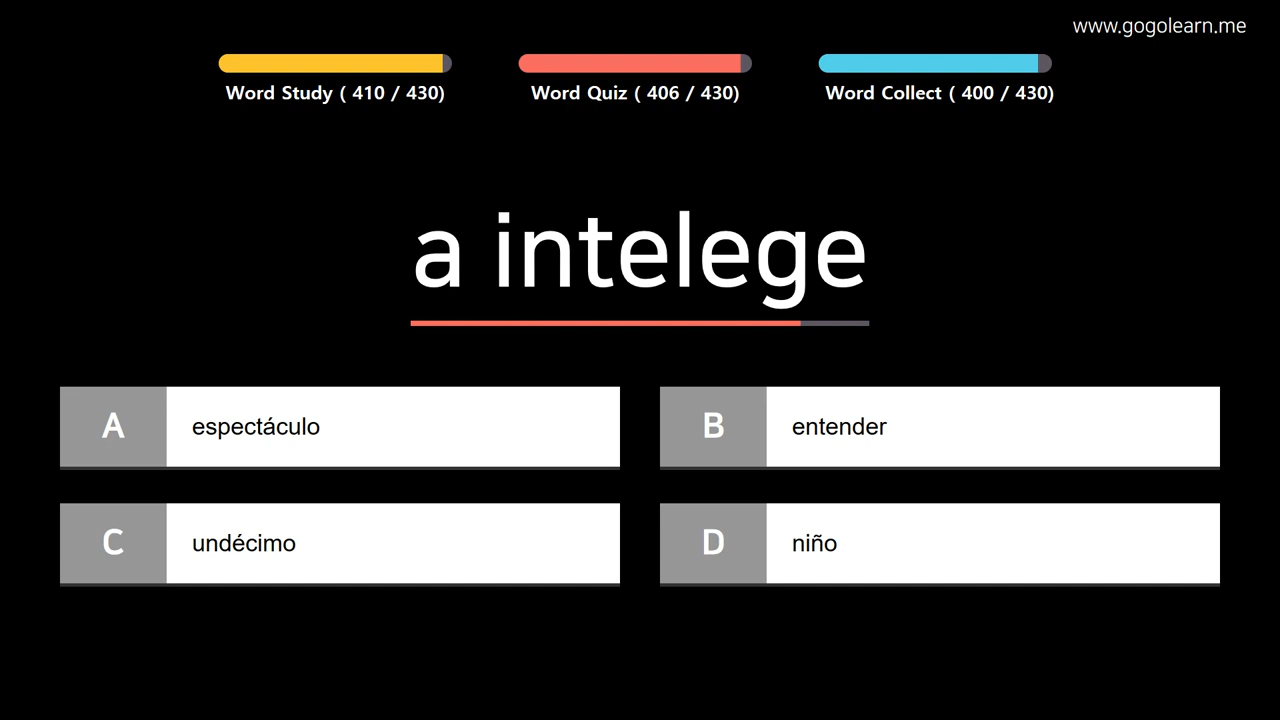 www.gogolearn.me
Word Study ( 410 / 430)
Word Quiz ( 406 / 430)
Word Collect ( 400 / 430)
a intelege
A espectáculo
B entender
C undécimo
D niño